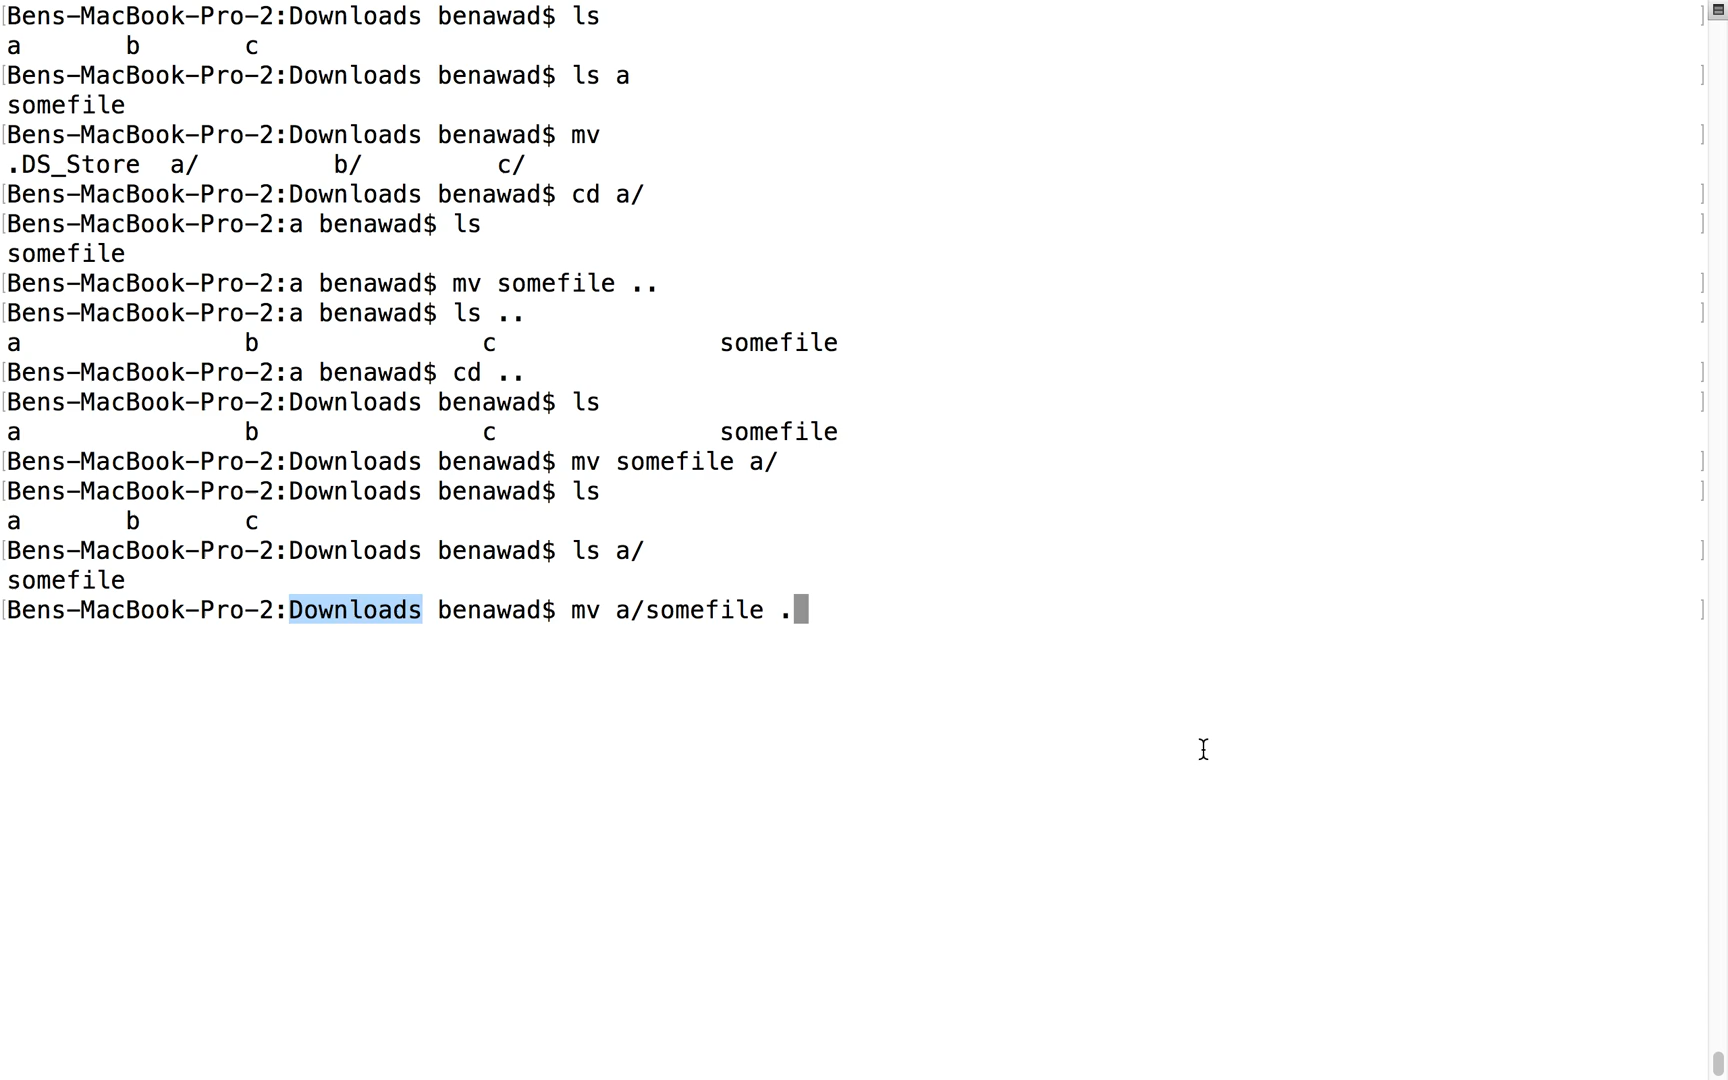 Bens-MacBook-Pro-2:Downloads benawad$ ls
a       b       c
Bens-MacBook-Pro-2:Downloads benawad$ ls a
somefile
Bens-MacBook-Pro-2:Downloads benawad$ mv
.DS_Store  a/         b/         c/
Bens-MacBook-Pro-2:Downloads benawad$ cd a/
Bens-MacBook-Pro-2:a benawad$ ls
somefile
Bens-MacBook-Pro-2:a benawad$ mv somefile ..
Bens-MacBook-Pro-2:a benawad$ ls ..
a               b               c               somefile
Bens-MacBook-Pro-2:a benawad$ cd ..
Bens-MacBook-Pro-2:Downloads benawad$ ls
a               b               c               somefile
Bens-MacBook-Pro-2:Downloads benawad$ mv somefile a/
Bens-MacBook-Pro-2:Downloads benawad$ ls
a       b       c
Bens-MacBook-Pro-2:Downloads benawad$ ls a/
somefile
Bens-MacBook-Pro-2:Downloads benawad$ mv a/somefile .